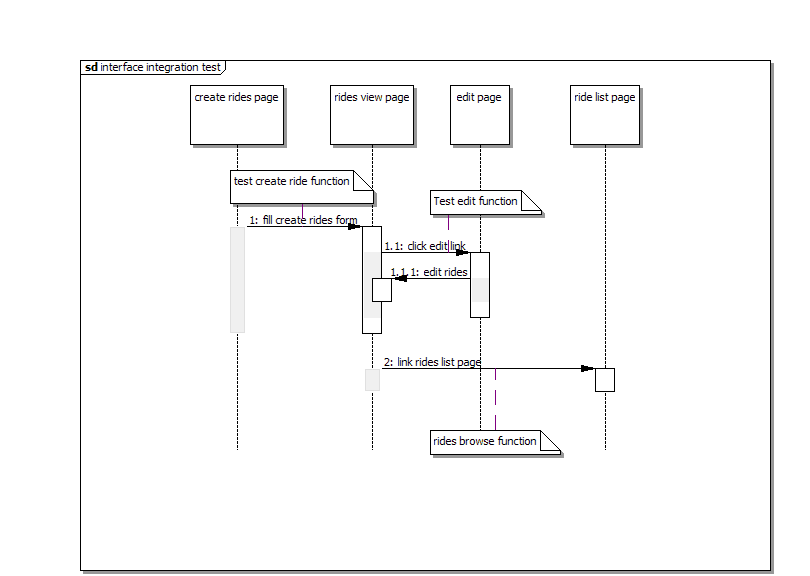 sd interface integration test
create rides page
rides view page
edit page
ride list page
test create ride function
Test edit function
1: fill create rides form
1.1: click edit link
1.1.1: edit rides
2: link rides list page
rides browse function